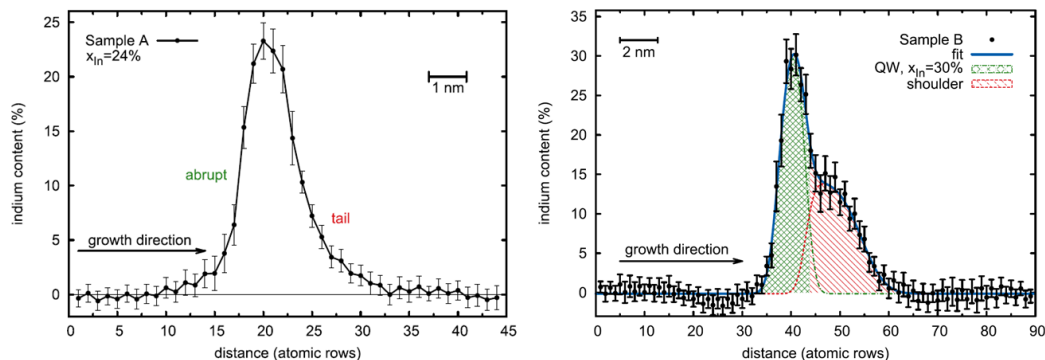 Sample A
x_In=24%
1 nm
abrupt
tail
growth direction
indium content (%)
25
20
15
10
5
0
0 5 10 15 20 25 30 35 40 45
distance (atomic rows)
Sample B
fit
QW, x_In=30%
shoulder
2 nm
growth direction
indium content (%)
35
30
25
20
15
10
5
0
0 10 20 30 40 50 60 70 80 90
distance (atomic rows)